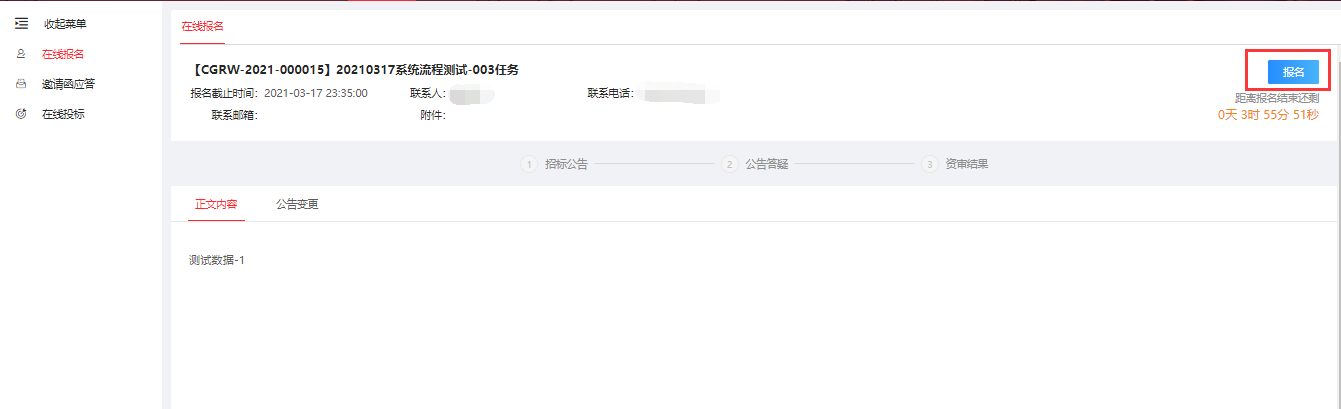 收起菜单
在线报名
邀请函应答
在线投标
在线报名
【CGRW-2021-000015】20210317系统流程测试-003任务
报名
报名截止时间： 2021-03-17 23:35:00 联系人： 联系电话：
距离报名结束还剩
联系邮箱： 附件：
0天 3时 55分 51秒
1 招标公告 2 公告答疑 3 资审结果
正文内容 公告变更
测试数据-1